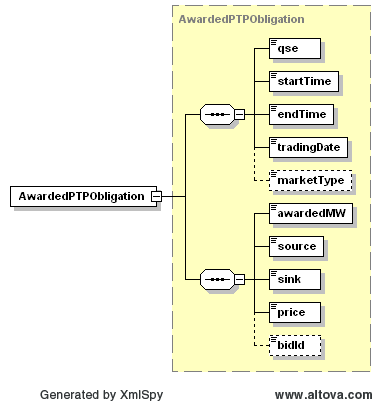 AwardedPTPObligation
qse
startTime
endTime
tradingDate
marketType
AwardedPTPObligation
awardedMW
source
sink
price
bidId
Generated by XmlSpy
www.altova.com